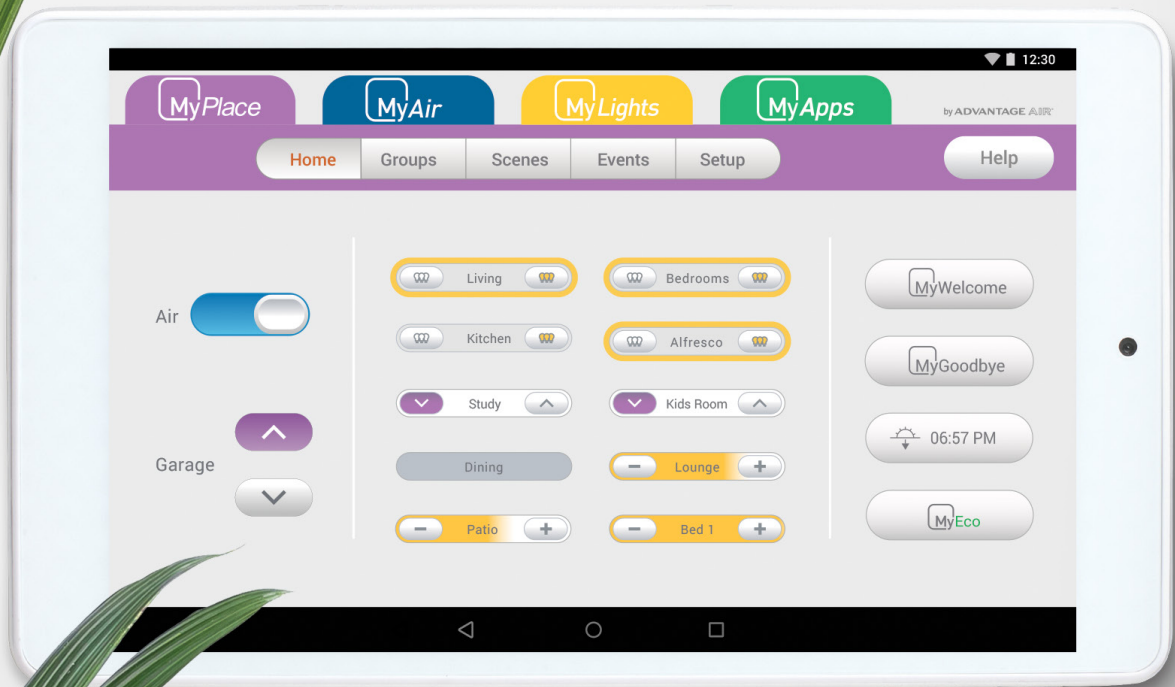 12:30
MyPlace
MyAir
MyLights
MyApps
by ADVANTAGE AIR
Home
Groups
Scenes
Events
Setup
Help
Air
Garage
Living
Bedrooms
Kitchen
Alfresco
Study
Kids Room
Dining
Lounge
Patio
Bed 1
MyWelcome
MyGoodbye
06:57 PM
MyEco